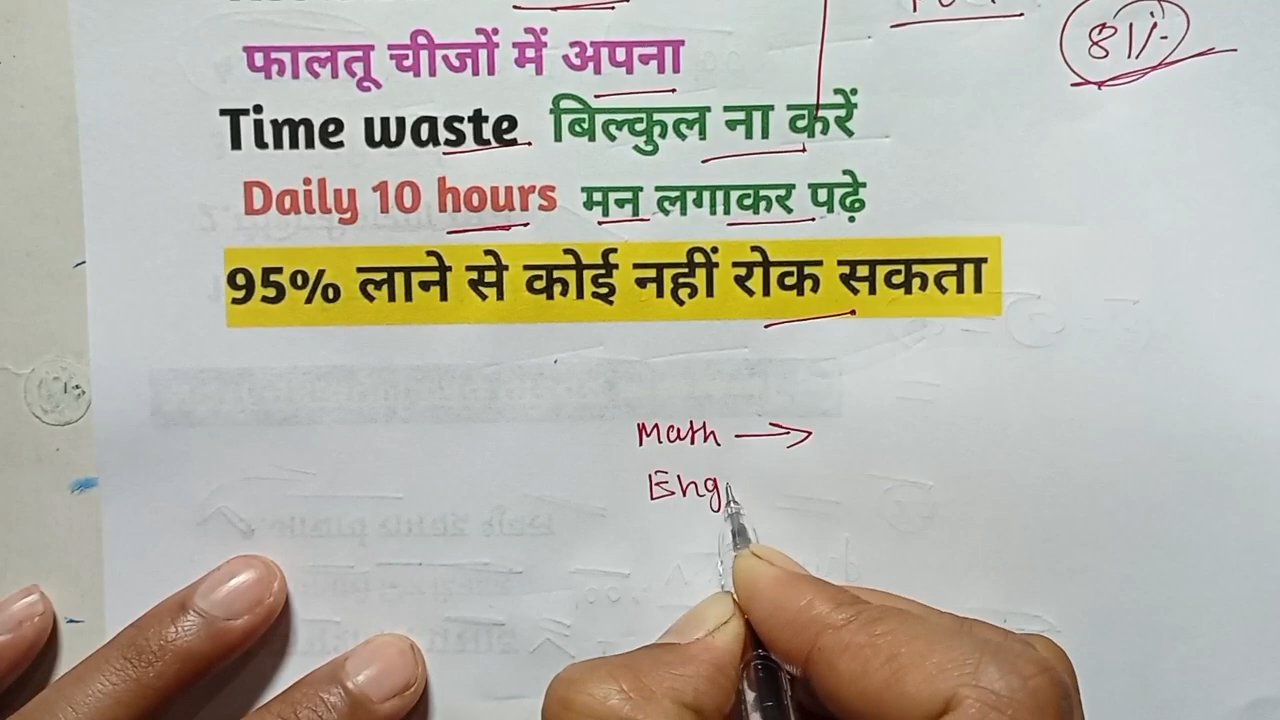 81%
फालतू चीजों में अपना
Time waste बिल्कुल ना करें
Daily 10 hours मन लगाकर पढ़े
95% लाने से कोई नहीं रोक सकता
Math →
Eng